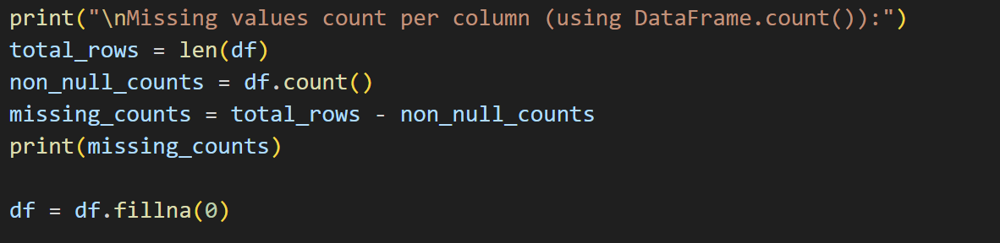 print("\nMissing values count per column (using DataFrame.count()):")
total_rows = len(df)
non_null_counts = df.count()
missing_counts = total_rows - non_null_counts
print(missing_counts)

df = df.fillna(0)